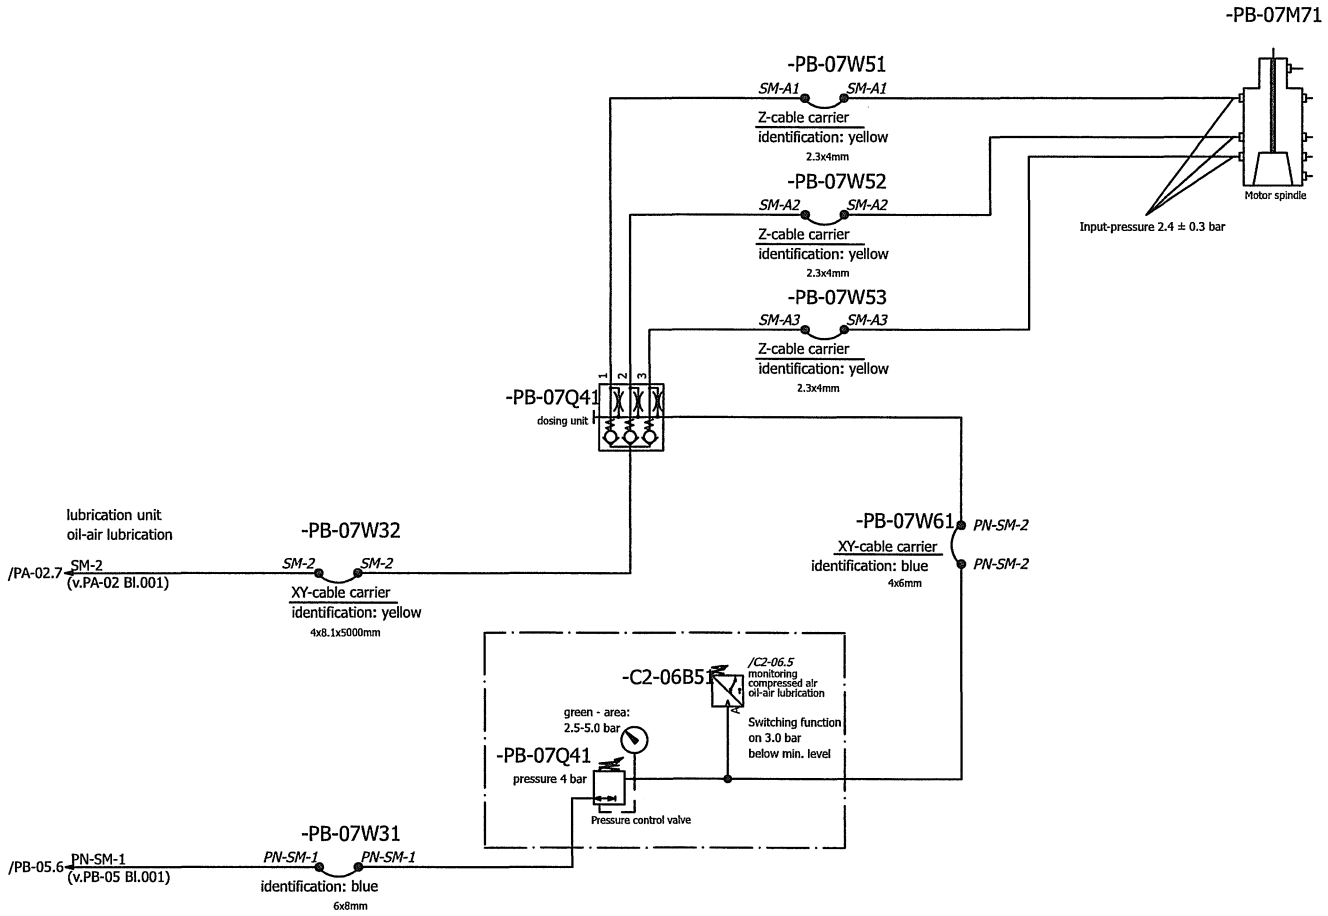 -PB-07M71
-PB-07W51
SM-A1 SM-A1
Z-cable carrier
identification: yellow
2.3x4mm
-PB-07W52
SM-A2 SM-A2
Z-cable carrier
identification: yellow
2.3x4mm
Motor spindle
Input-pressure 2.4 ± 0.3 bar
-PB-07W53
SM-A3 SM-A3
Z-cable carrier
identification: yellow
2.3x4mm
1 2 3
-PB-07Q41
dosing unit
lubrication unit
oil-air lubrication
-PB-07W32
/PA-02.7 SM-2
(v.PA-02 Bl.001)
SM-2 SM-2
XY-cable carrier
identification: yellow
4x8.1x5000mm
-PB-07W61 PN-SM-2
XY-cable carrier
identification: blue PN-SM-2
4x6mm
-C2-06B51
/C2-06.5
monitoring
compressed air
oil-air lubrication
A
Switching function
on 3.0 bar
below min. level
green - area:
2.5-5.0 bar
-PB-07Q41
pressure 4 bar
Pressure control valve
-PB-07W31
/PB-05.6 PN-SM-1
(v.PB-05 Bl.001)
PN-SM-1 PN-SM-1
identification: blue
6x8mm